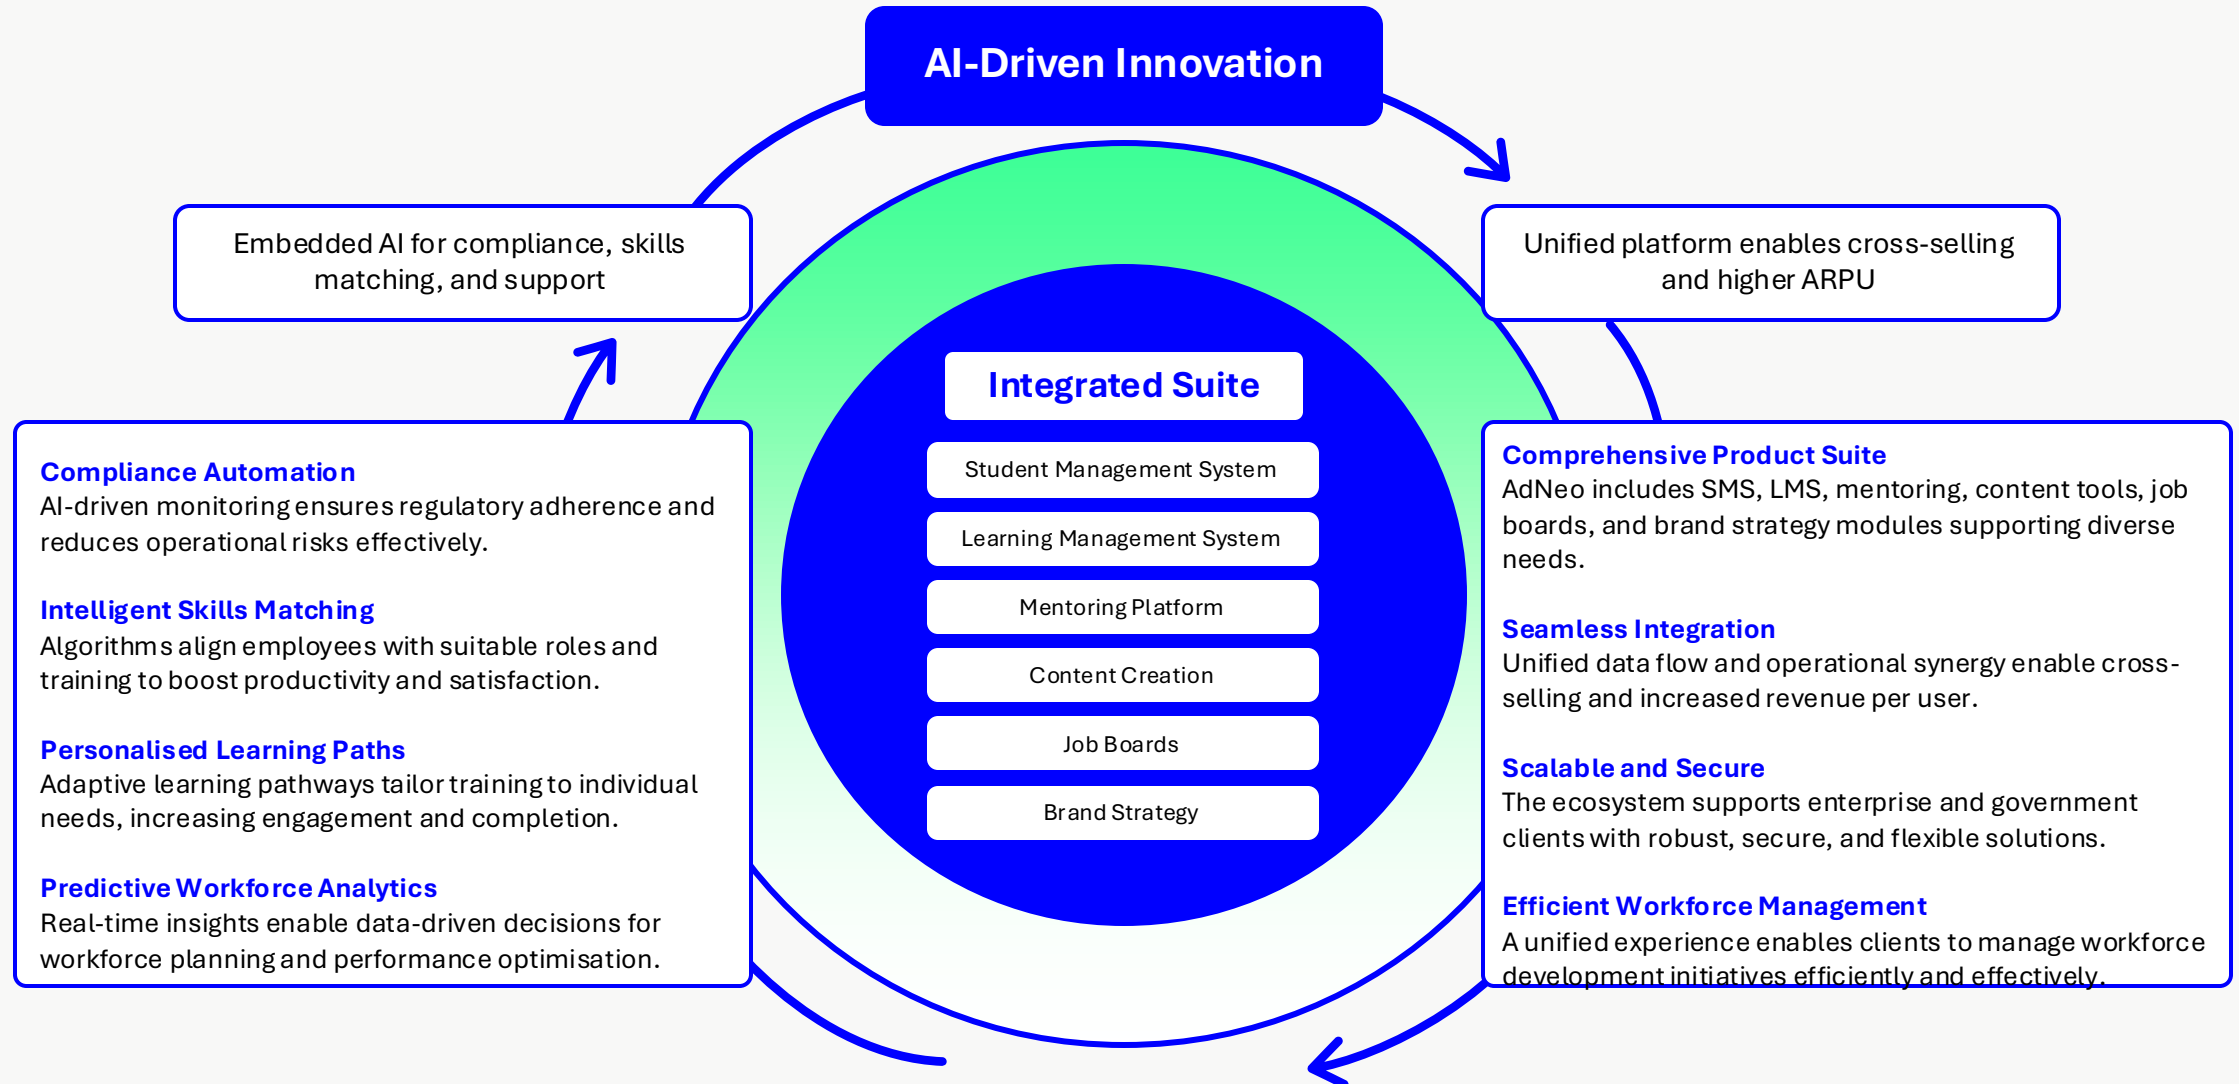 AI-Driven Innovation
Embedded AI for compliance, skills
matching, and support
Unified platform enables cross-selling
and higher ARPU
Compliance Automation
AI-driven monitoring ensures regulatory adherence and
reduces operational risks effectively.
Intelligent Skills Matching
Algorithms align employees with suitable roles and
training to boost productivity and satisfaction.
Personalised Learning Paths
Adaptive learning pathways tailor training to individual
needs, increasing engagement and completion.
Predictive Workforce Analytics
Real-time insights enable data-driven decisions for
workforce planning and performance optimisation.
Integrated Suite
Student Management System
Learning Management System
Mentoring Platform
Content Creation
Job Boards
Brand Strategy
Comprehensive Product Suite
AdNeo includes SMS, LMS, mentoring, content tools, job
boards, and brand strategy modules supporting diverse
needs.
Seamless Integration
Unified data flow and operational synergy enable cross-
selling and increased revenue per user.
Scalable and Secure
The ecosystem supports enterprise and government
clients with robust, secure, and flexible solutions.
Efficient Workforce Management
A unified experience enables clients to manage workforce
development initiatives efficiently and effectively.